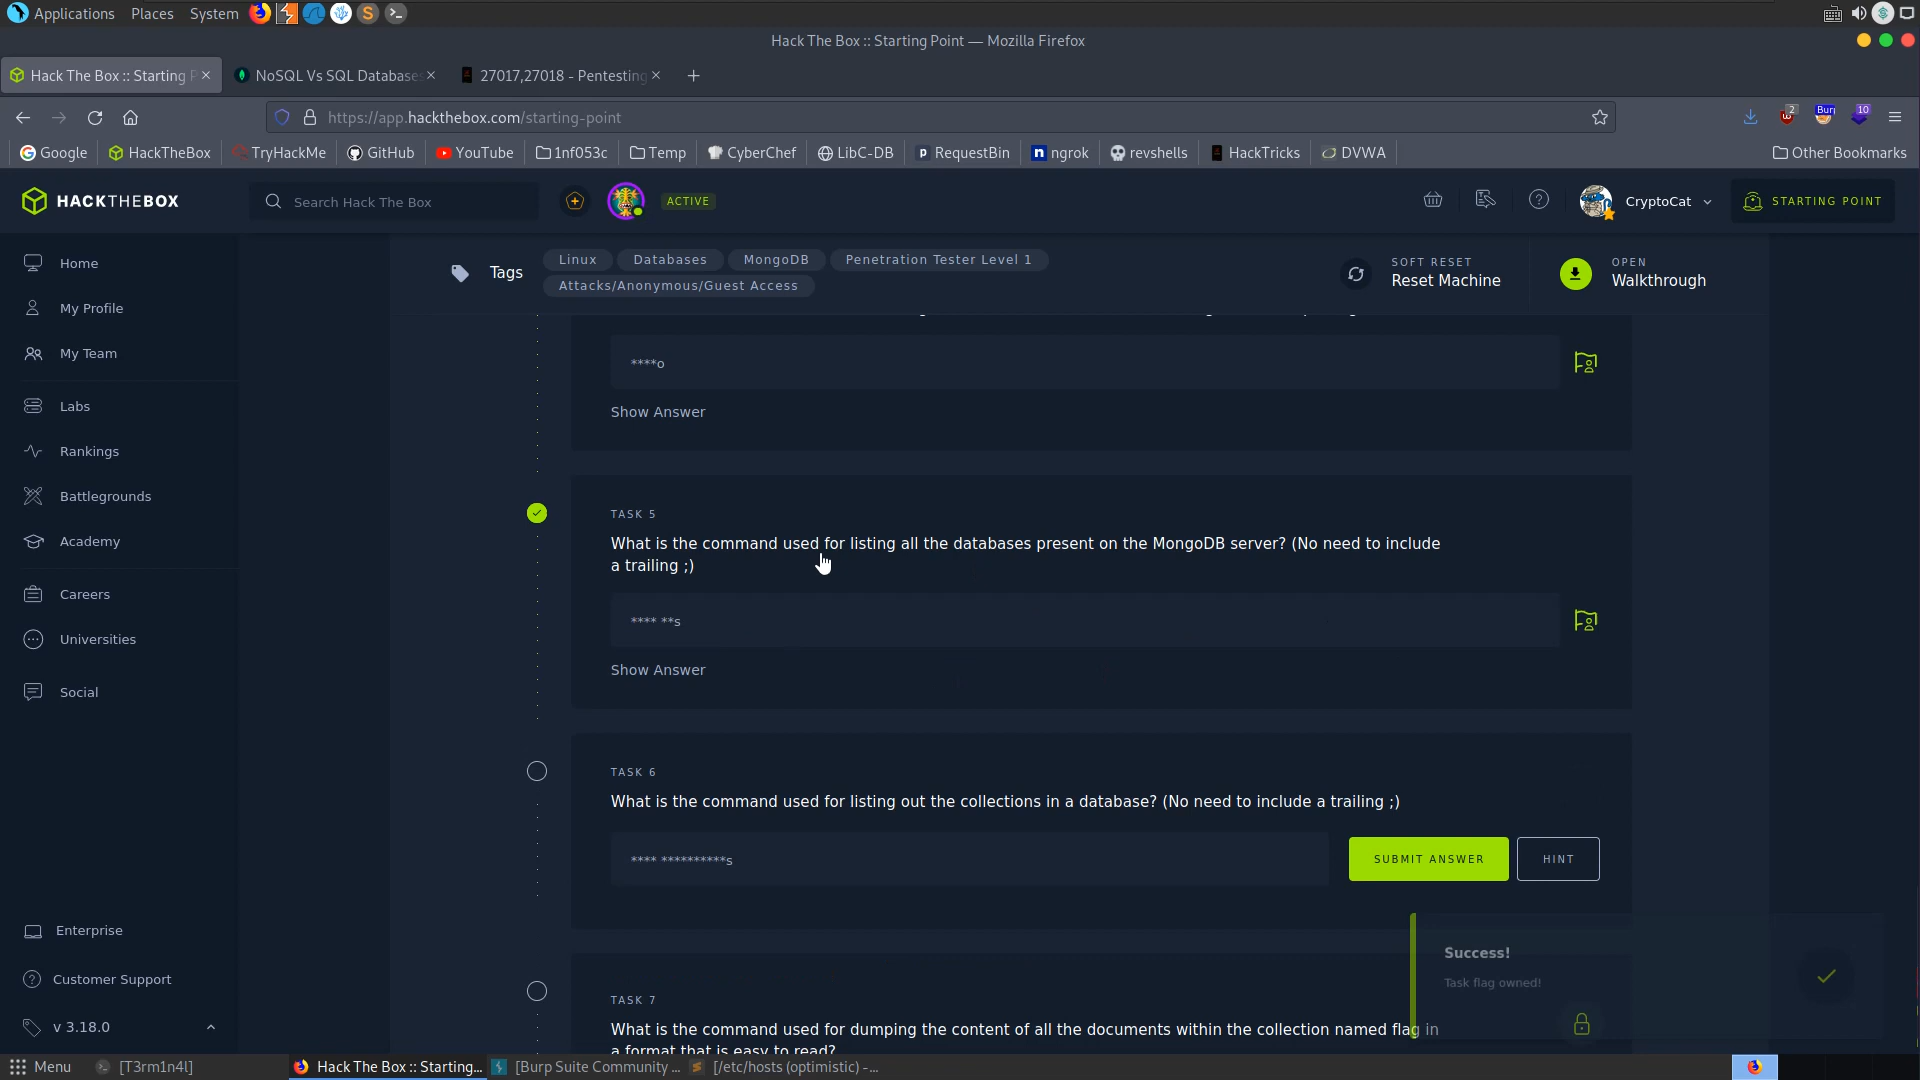 Applications Places System
Hack The Box :: Starting Point — Mozilla Firefox
Hack The Box :: Starting P
NoSQL Vs SQL Databases
27017,27018 - Pentesting
https://app.hackthebox.com/starting-point
2
Bur
10
Google HackTheBox TryHackMe GitHub YouTube 1nf053c Temp CyberChef LibC-DB RequestBin ngrok revshells HackTricks DVWA Other Bookmarks
HACKTHEBOX
Search Hack The Box
ACTIVE
CryptoCat
STARTING POINT
Home
My Profile
My Team
Labs
Rankings
Battlegrounds
Academy
Careers
Universities
Social
Enterprise
Customer Support
v 3.18.0
Tags
Linux Databases MongoDB Penetration Tester Level 1
Attacks/Anonymous/Guest Access
SOFT RESET
Reset Machine
OPEN
Walkthrough
****o
Show Answer
TASK 5
What is the command used for listing all the databases present on the MongoDB server? (No need to include
a trailing ;)
**** **s
Show Answer
TASK 6
What is the command used for listing out the collections in a database? (No need to include a trailing ;)
**** **********s
SUBMIT ANSWER
HINT
TASK 7
What is the command used for dumping the content of all the documents within the collection named flag in
a format that is easy to read?
Success!
Task flag owned!
Menu
[T3rm1n4l]
Hack The Box :: Starting...
[Burp Suite Community ...
[/etc/hosts (optimistic) -...